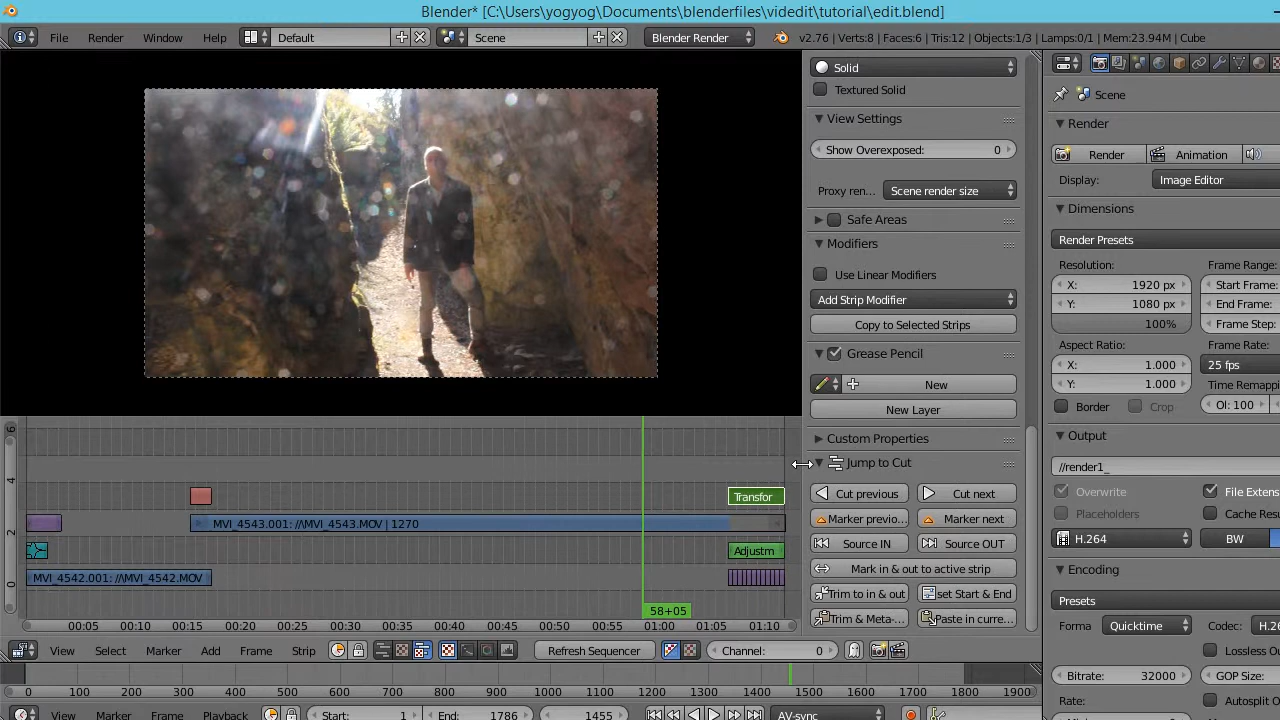 Blender* [C:\Users\yogyog\Documents\blenderfiles\videdit\tutorial\edit.blend]
File Render Window Help Default Scene Blender Render v2.76 | Verts:8 | Faces:6 | Tris:12 | Objects:1/3 | Lamps:0/1 | Mem:23.94M | Cube
Solid
Textured Solid
View Settings
Show Overexposed: 0
Proxy ren... Scene render size
Safe Areas
Modifiers
Use Linear Modifiers
Add Strip Modifier
Copy to Selected Strips
Grease Pencil
New
New Layer
Custom Properties
Jump to Cut
Cut previous Cut next
Marker previo... Marker next
Source IN Source OUT
Mark in & out to active strip
Trim to in & out set Start & End
Trim & Meta-... Paste in curre...
Scene
Render
Render Animation
Display: Image Editor
Dimensions
Render Presets
Resolution: Frame Range:
X: 1920 px Start Frame:
Y: 1080 px End Frame:
100% Frame Step:
Aspect Ratio: Frame Rate:
X: 1.000 25 fps
Y: 1.000 Time Remapping
Border Crop Ol: 100
Output
//render1_
Overwrite File Extens
Placeholders Cache Resu
H.264 BW
Encoding
Presets
Forma Quicktime Codec: H.26
Lossless Ou
Bitrate: 32000 GOP Size:
Rate: Autosplit Ou
6
4
2
0
Transfor
MVI_4543.001: //MVI_4543.MOV | 1270
Adjustm
MVI_4542.001: //MVI_4542.MOV
58+05
00:05 00:10 00:15 00:20 00:25 00:30 00:35 00:40 00:45 00:50 00:55 01:00 01:05 01:10
View Select Marker Add Frame Strip Refresh Sequencer Channel: 0
0 100 200 300 400 500 600 700 800 900 1000 1100 1200 1300 1400 1500 1600 1700 1800 1900
View Marker Frame Playback Start: 1 End: 1786 1455 AV-sync